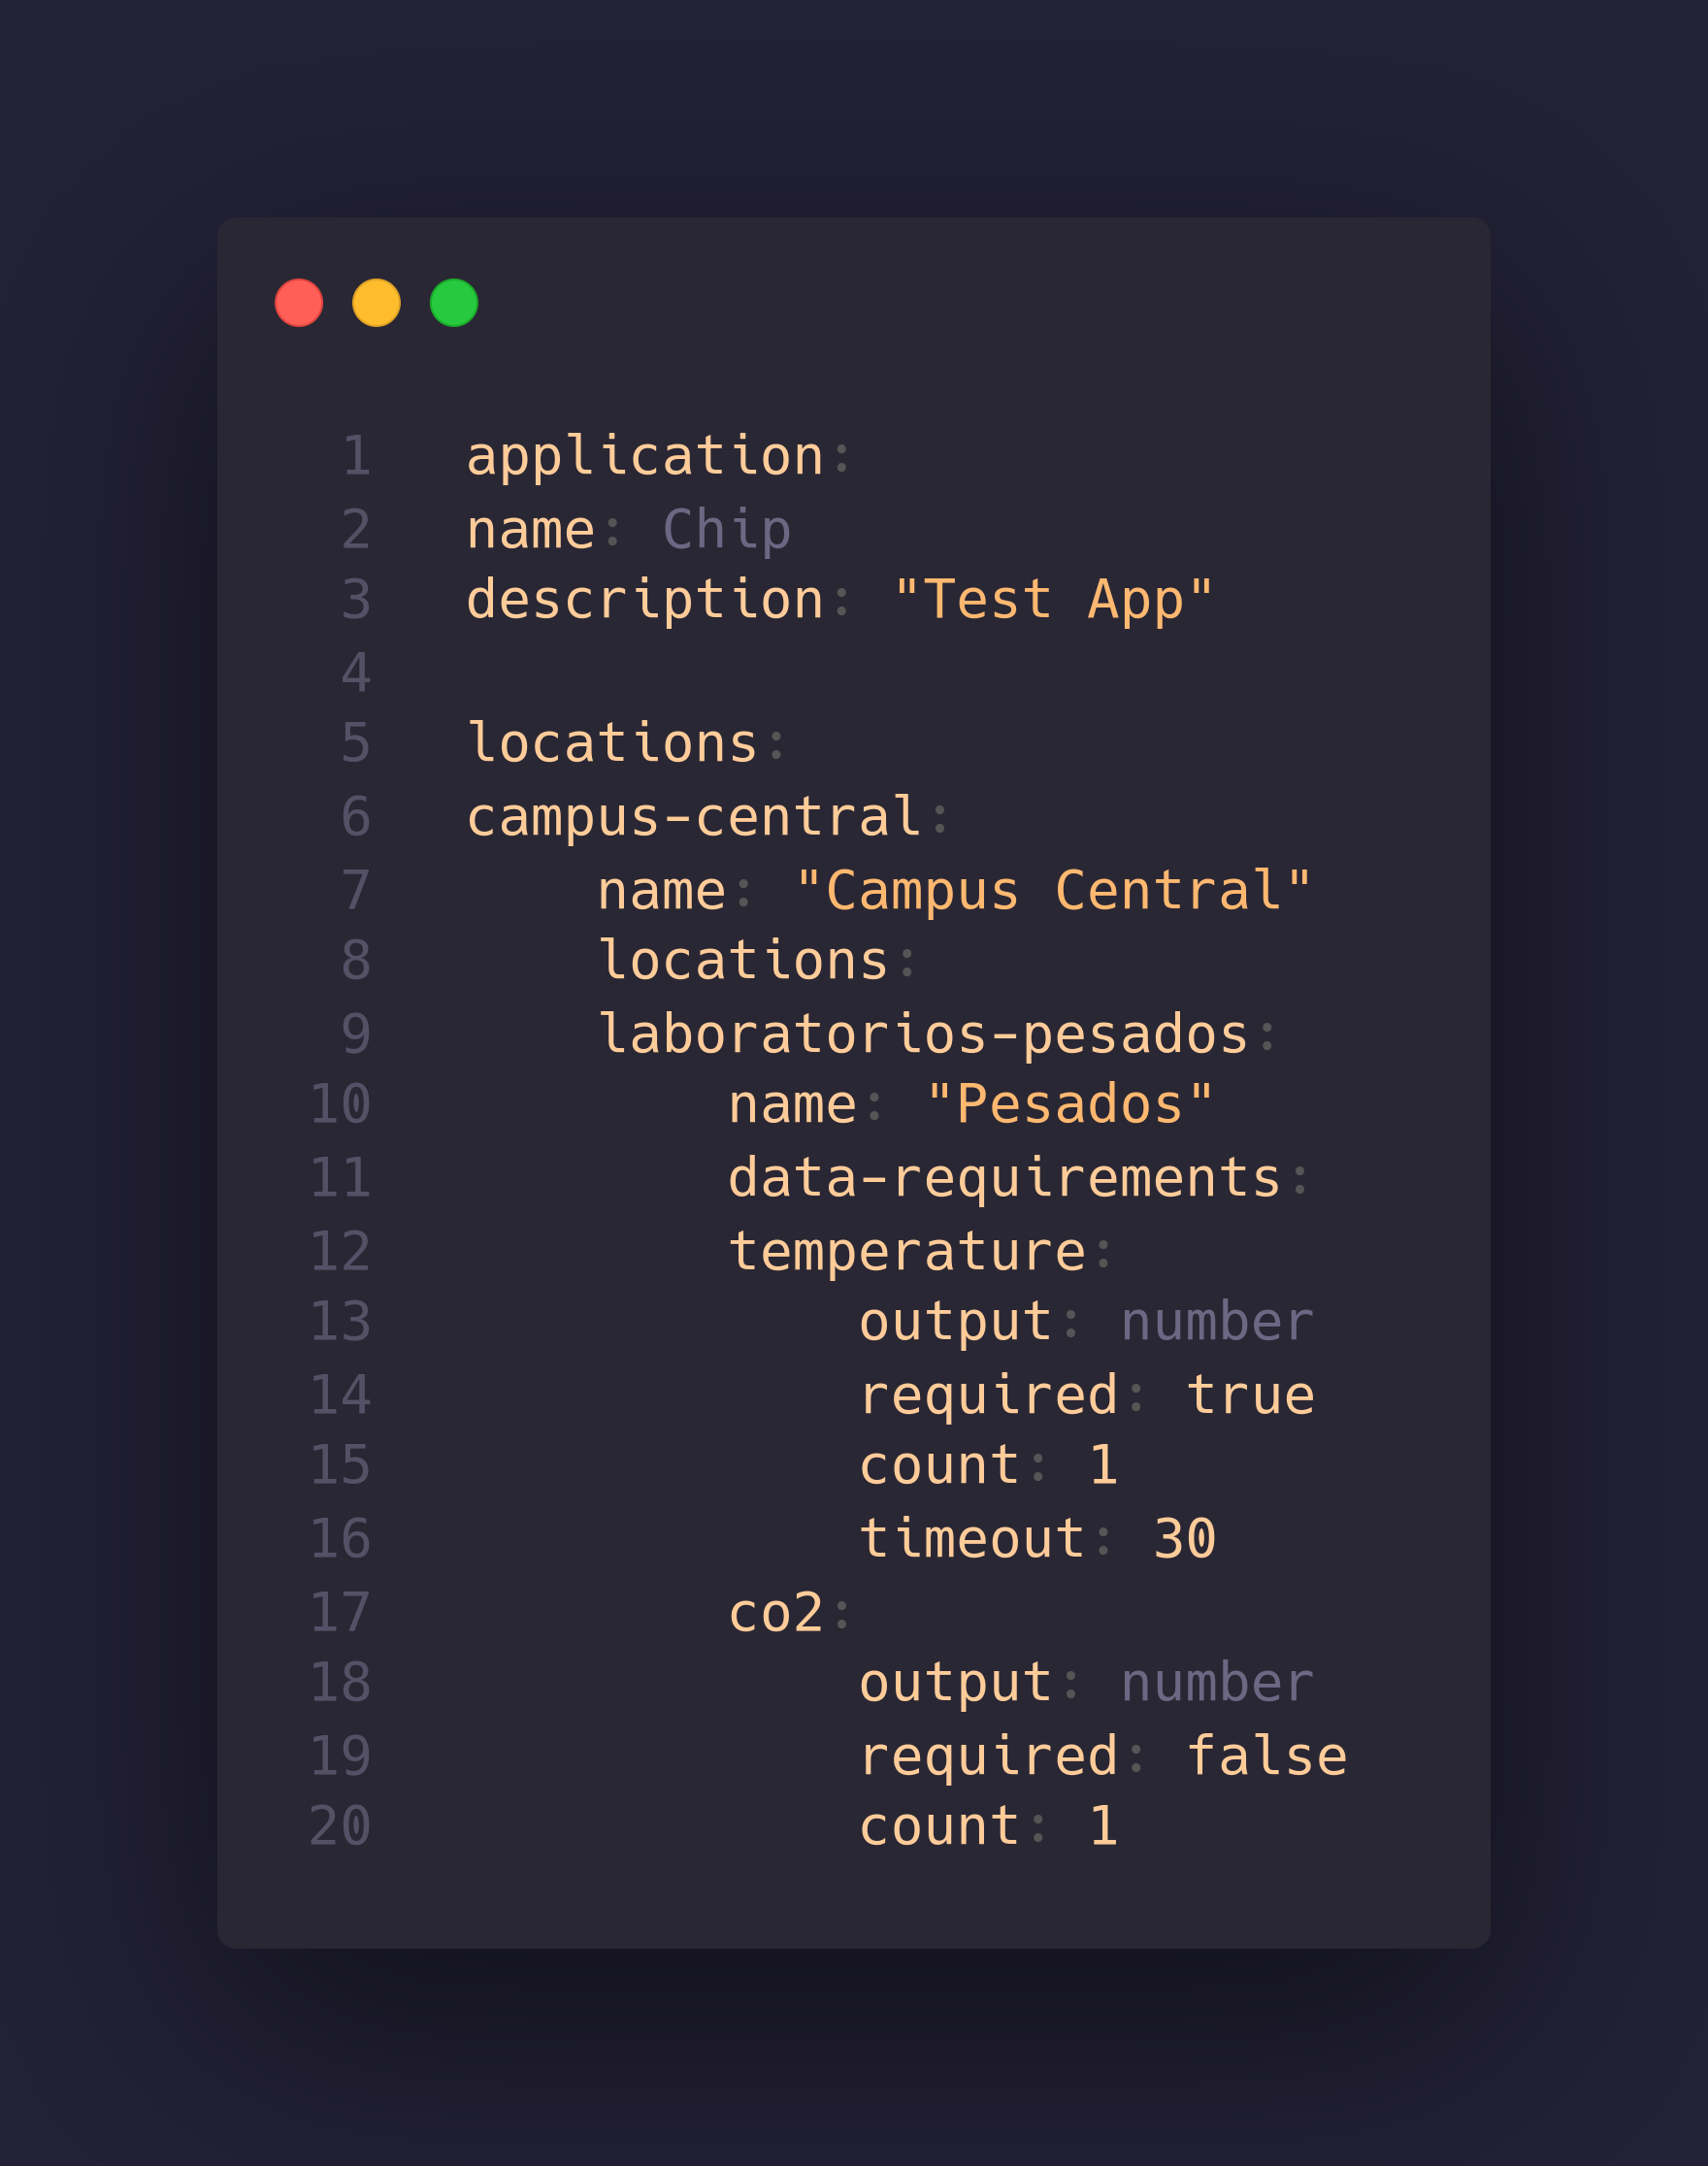 1 application:
2 name: Chip
3 description: "Test App"
4
5 locations:
6 campus-central:
7     name: "Campus Central"
8     locations:
9     laboratorios-pesados:
10         name: "Pesados"
11         data-requirements:
12         temperature:
13             output: number
14             required: true
15             count: 1
16             timeout: 30
17         co2:
18             output: number
19             required: false
20             count: 1